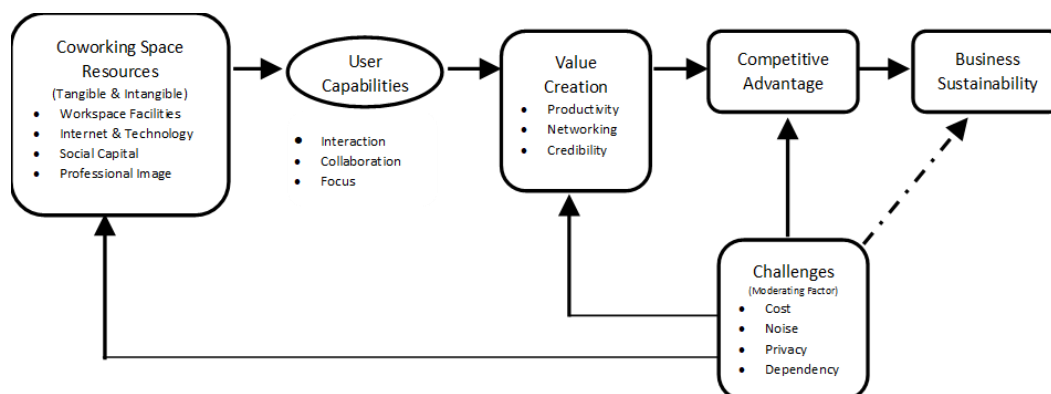 Coworking Space
Resources
(Tangible & Intangible)
• Workspace Facilities
• Internet & Technology
• Social Capital
• Professional Image
User
Capabilities
• Interaction
• Collaboration
• Focus
Value
Creation
• Productivity
• Networking
• Credibility
Competitive
Advantage
Business
Sustainability
Challenges
(Moderating Factor)
• Cost
• Noise
• Privacy
• Dependency